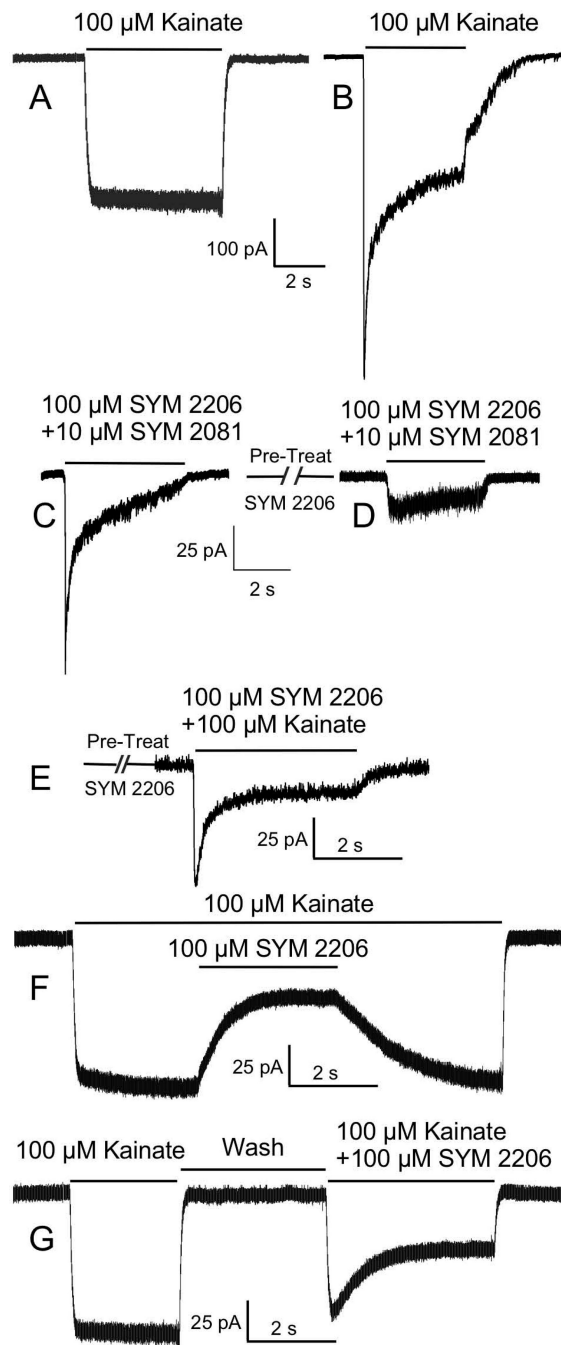 100 µM Kainate
100 µM Kainate
A
B
100 pA
2 s
100 µM SYM 2206
+10 µM SYM 2081
100 µM SYM 2206
+10 µM SYM 2081
Pre-Treat
SYM 2206
C
D
25 pA
2 s
100 µM SYM 2206
+100 µM Kainate
Pre-Treat
SYM 2206
E
25 pA
2 s
100 µM Kainate
100 µM SYM 2206
F
25 pA
2 s
100 µM Kainate
Wash
100 µM Kainate
+100 µM SYM 2206
G
25 pA
2 s